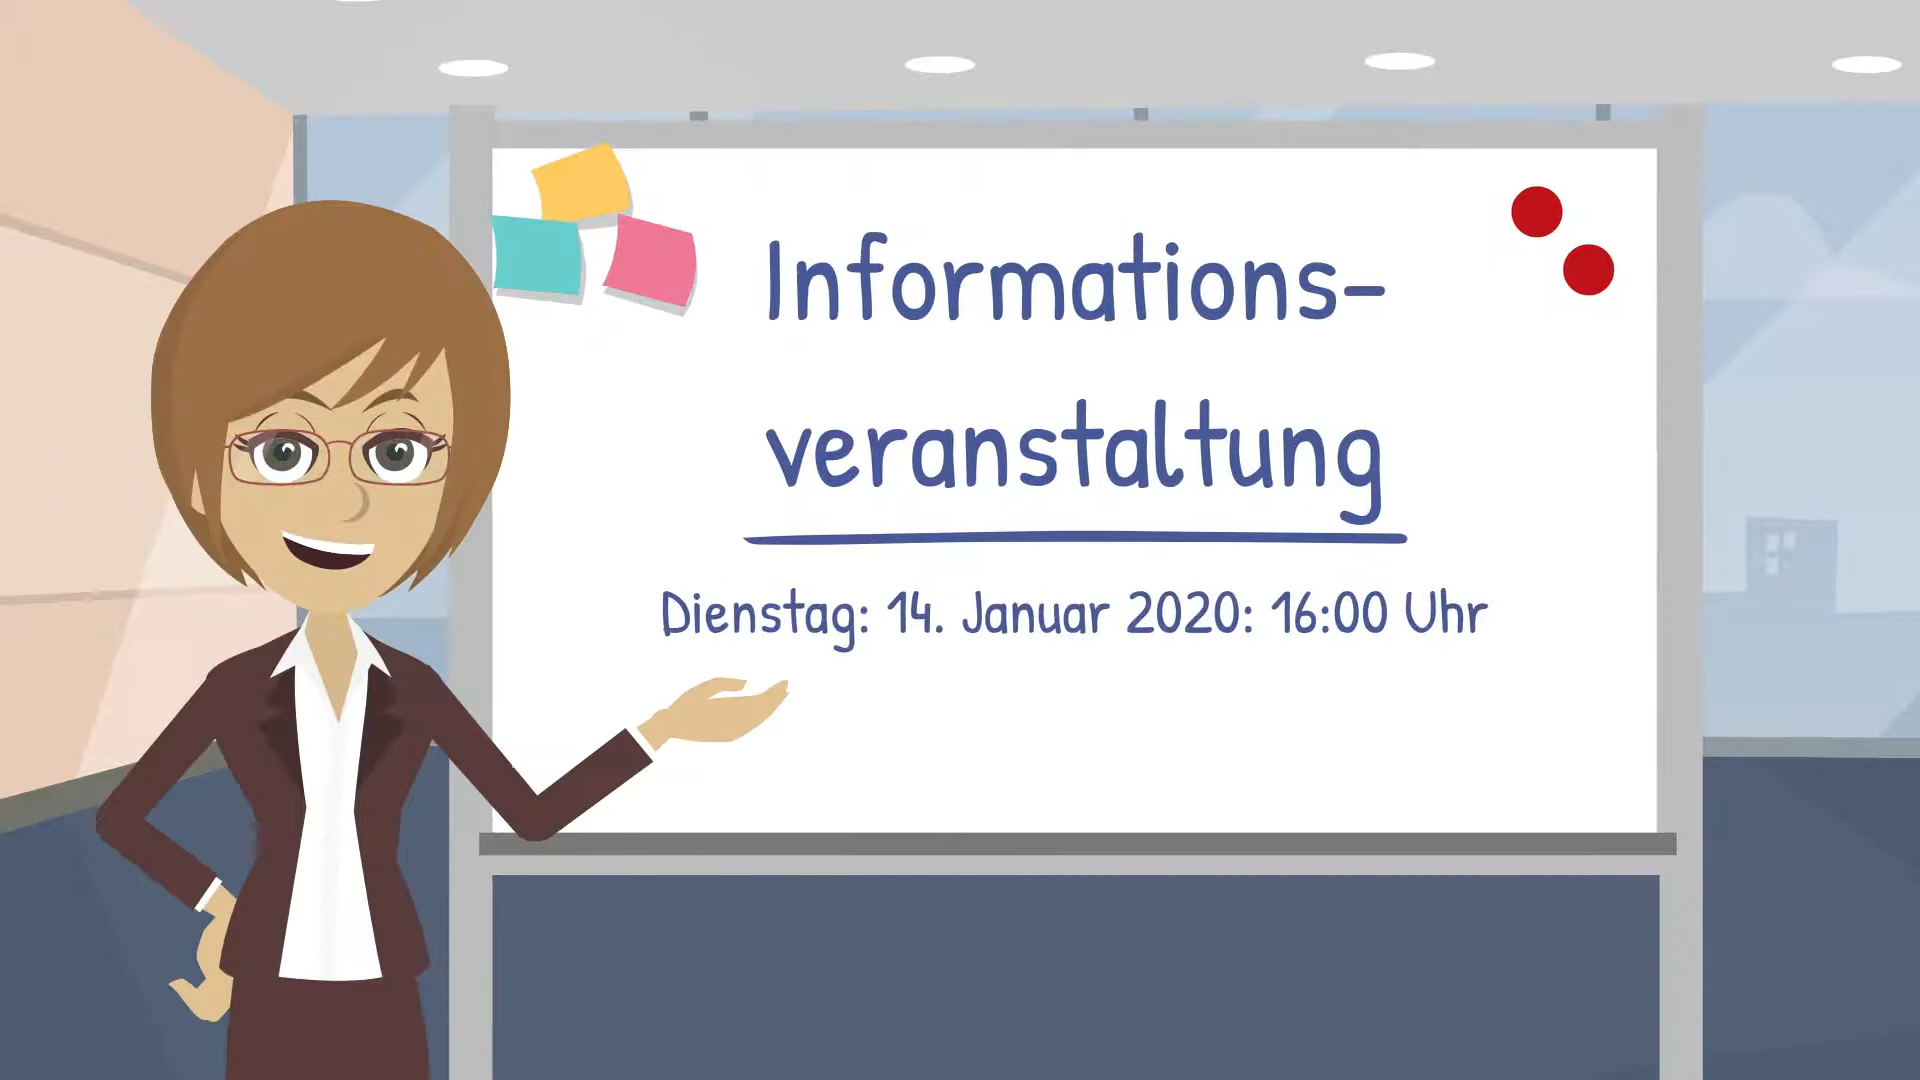 Informations-
veranstaltung
Dienstag: 14. Januar 2020: 16:00 Uhr